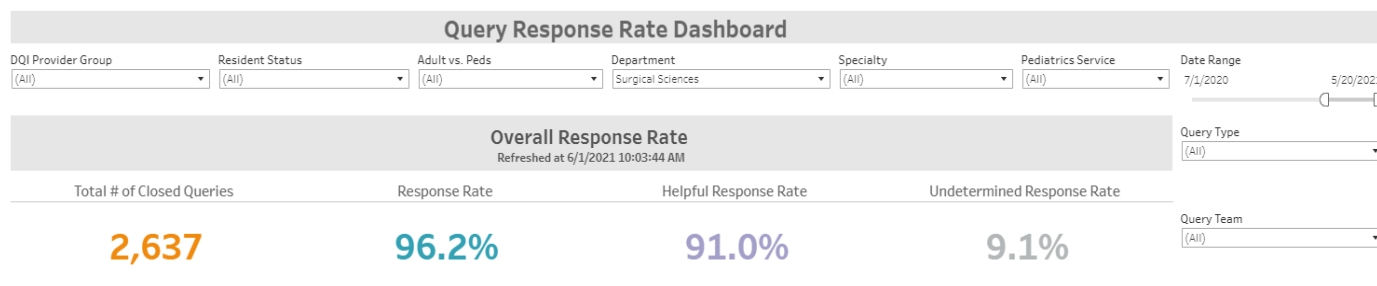 Query Response Rate Dashboard
DQI Provider Group Resident Status Adult vs. Peds Department Specialty Pediatrics Service Date Range
(All) (All) (All) Surgical Sciences (All) (All) 7/1/2020
Overall Response Rate
Refreshed at 6/1/2021 10:03:44 AM
Query Type
(All)
Total # of Closed Queries Response Rate Helpful Response Rate Undetermined Response Rate
2,637 96.2% 91.0% 9.1%
Query Team
(All)